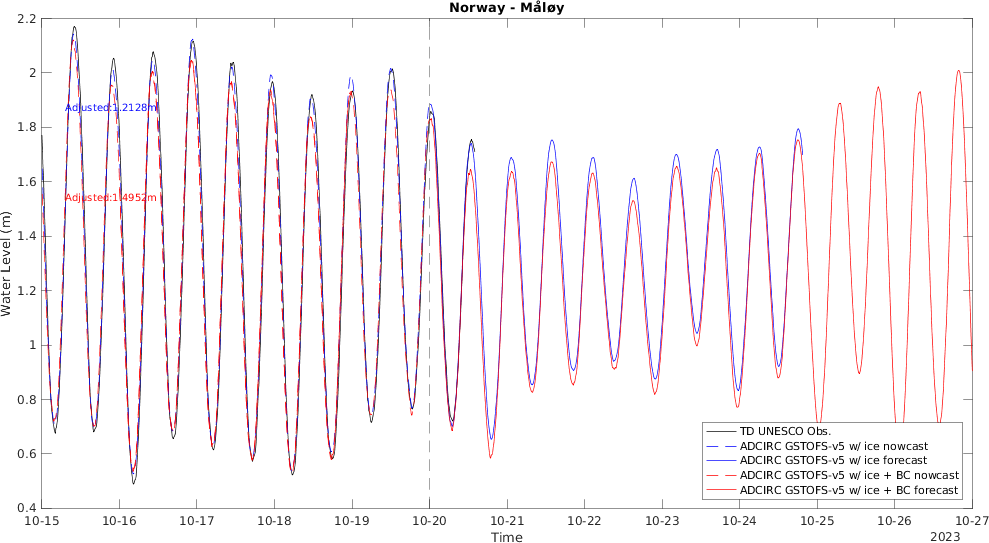 Norway - Måløy
2.2
2
1.8
1.6
1.4
1.2
1
0.8
0.6
0.4
Water Level (m)
Adjusted:1.2128m
Adjusted:1.4952m
TD UNESCO Obs.
ADCIRC GSTOFS-v5 w/ ice nowcast
ADCIRC GSTOFS-v5 w/ ice forecast
ADCIRC GSTOFS-v5 w/ ice + BC nowcast
ADCIRC GSTOFS-v5 w/ ice + BC forecast
10-15 10-16 10-17 10-18 10-19 10-20 10-21 10-22 10-23 10-24 10-25 10-26 10-27
Time
2023